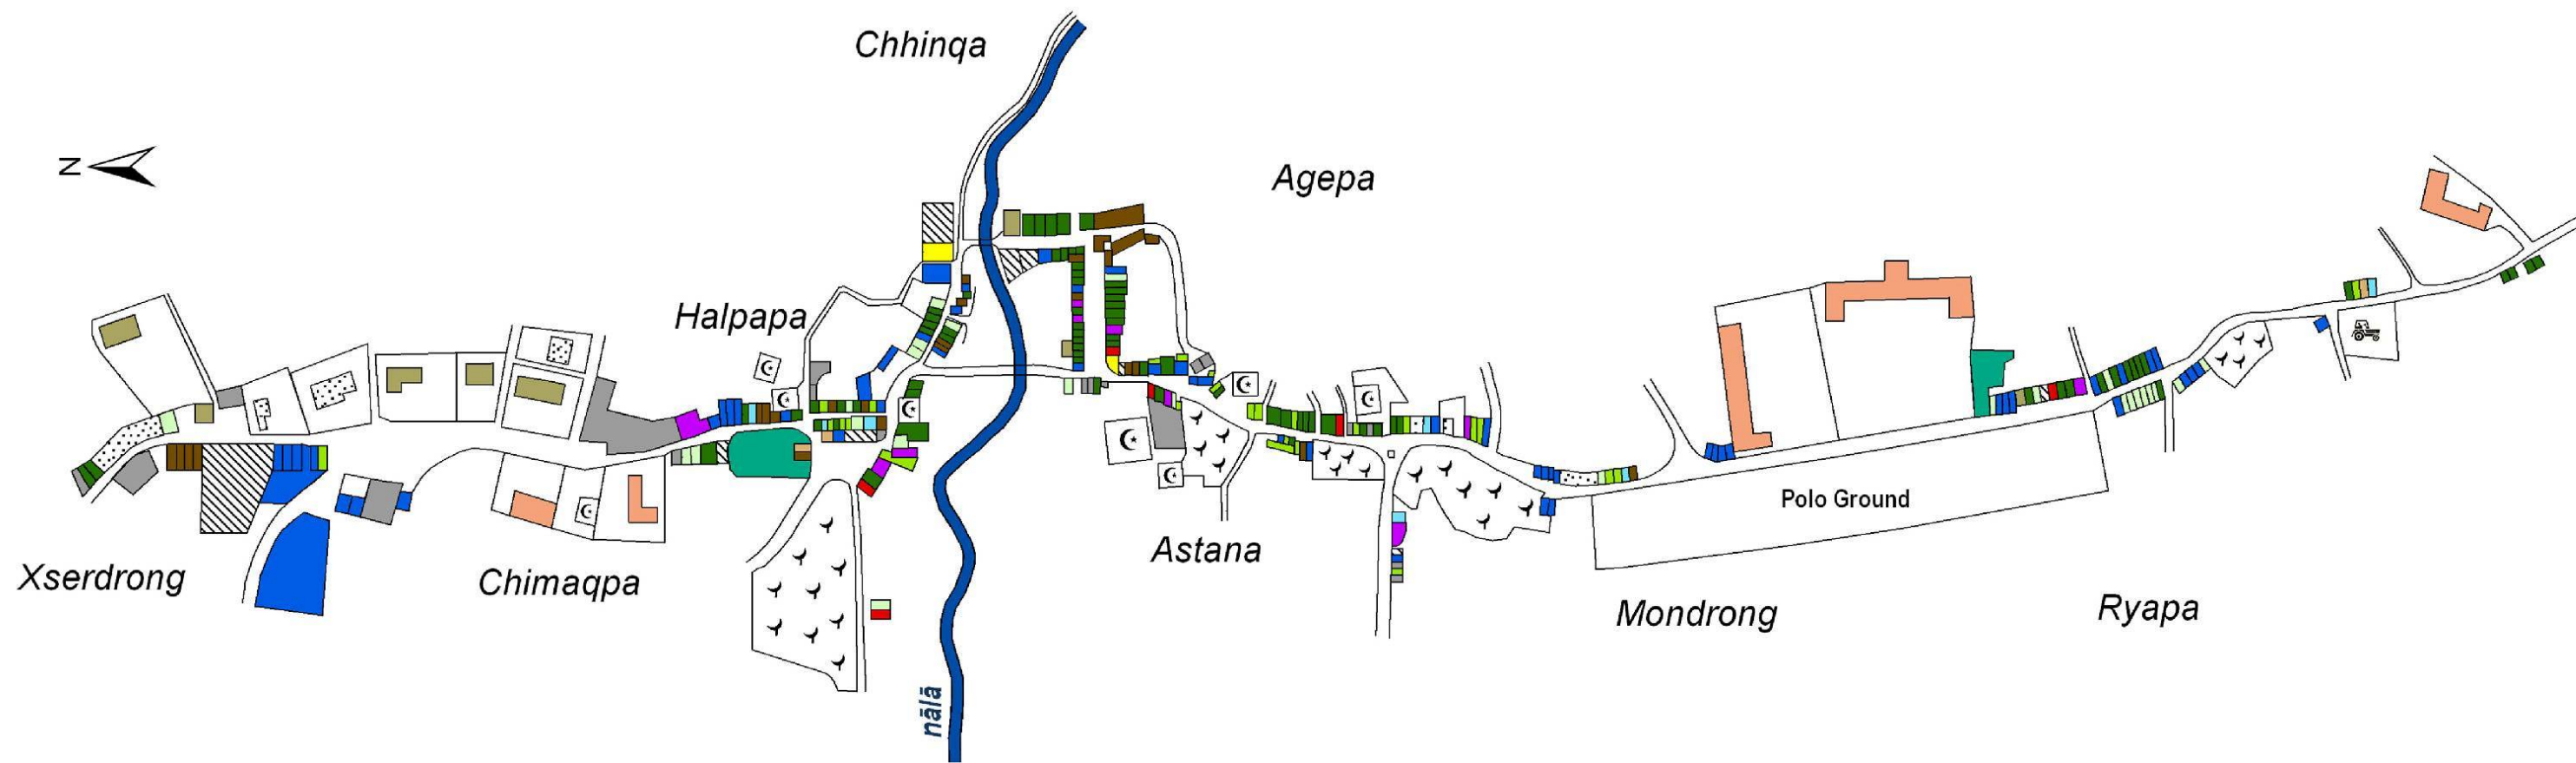 Chhinqa
N
Agepa
Halpapa
Polo Ground
Astana
Xserdrong
Chimaqpa
Mondrong
Ryapa
nālā